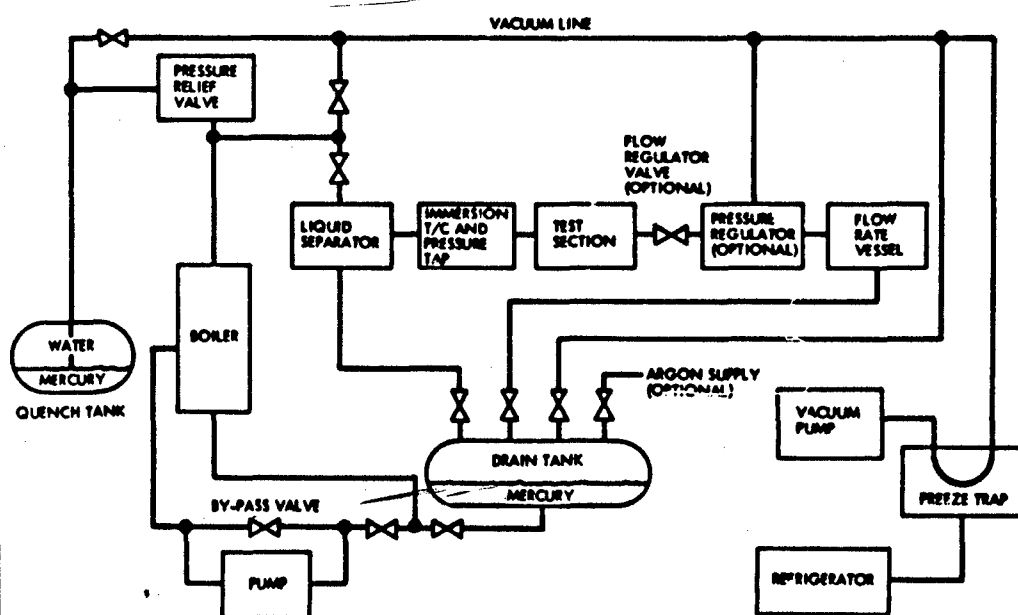 VACUUM LINE
PRESSURE
RELIEF
VALVE
FLOW
REGULATOR
VALVE
(OPTIONAL)
LIQUID
SEPARATOR
IMMERSION
T/C AND
PRESSURE
TAP
TEST
SECTION
PRESSURE
REGULATOR
(OPTIONAL)
FLOW
RATE
VESSEL
BOILER
WATER
MERCURY
QUENCH TANK
ARGON SUPPLY
(OPTIONAL)
VACUUM
PUMP
DRAIN TANK
MERCURY
FREEZE TRAP
BY-PASS VALVE
PUMP
REFRIGERATOR